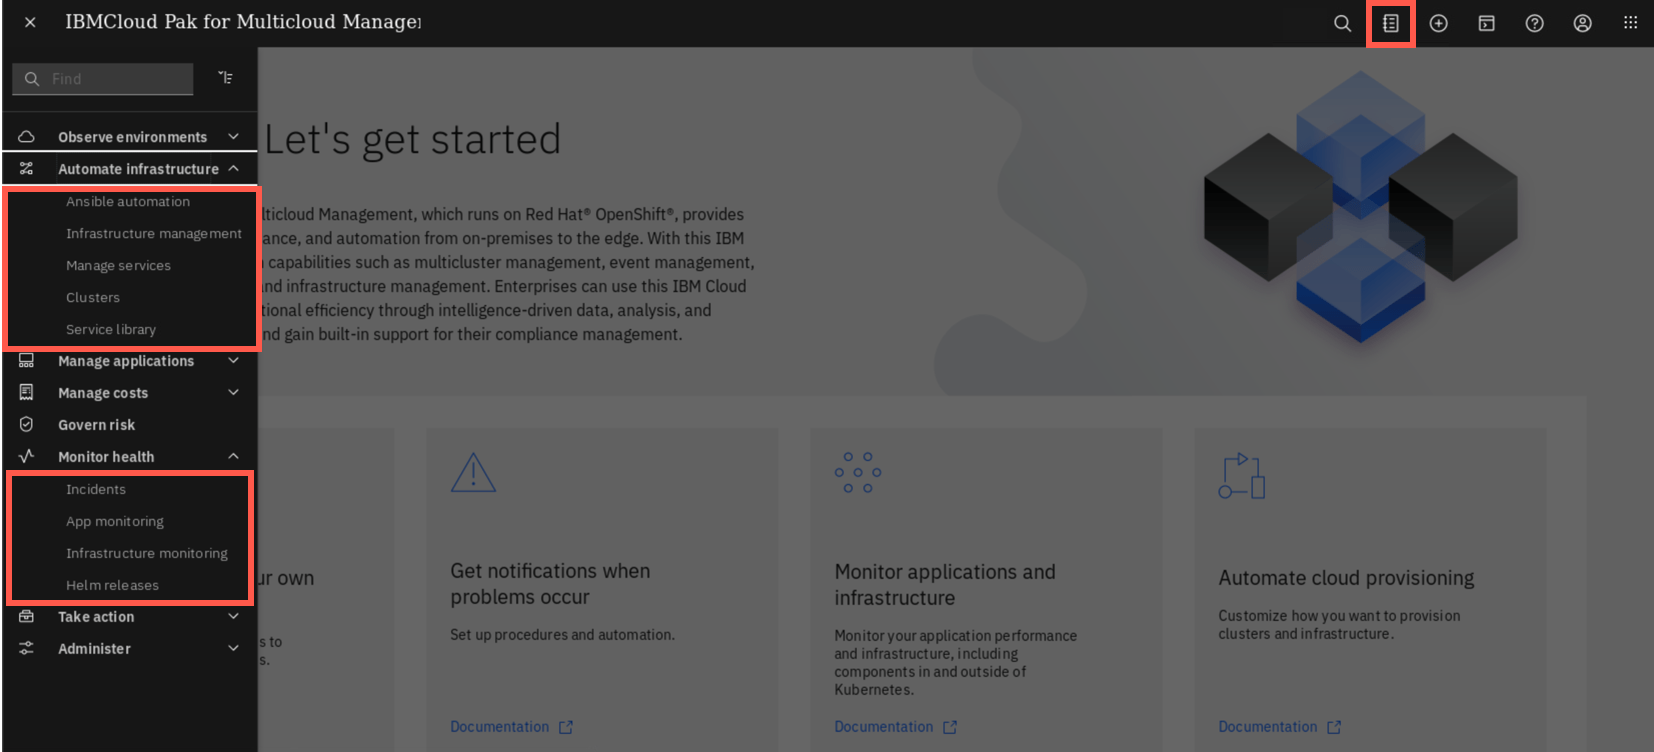 IBMCloud Pak for Multicloud Manage
Find
Observe environments
Automate infrastructure
Ansible automation
Infrastructure management
Manage services
Clusters
Service library
Manage applications
Manage costs
Govern risk
Monitor health
Incidents
App monitoring
Infrastructure monitoring
Helm releases
Take action
Administer
Let's get started
lticloud Management, which runs on Red Hat® OpenShift®, provides
ance, and automation from on-premises to the edge. With this IBM
capabilities such as multicluster management, event management,
and infrastructure management. Enterprises can use this IBM Cloud
tional efficiency through intelligence-driven data, analysis, and
nd gain built-in support for their compliance management.
ur own
s to
s.
Get notifications when
problems occur
Set up procedures and automation.
Documentation
Monitor applications and
infrastructure
Monitor your application performance
and infrastructure, including
components in and outside of
Kubernetes.
Documentation
Automate cloud provisioning
Customize how you want to provision
clusters and infrastructure.
Documentation